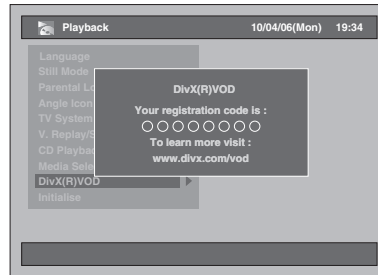 Playback 10/04/06(Mon) 19:34
Language
Still Mode
Parental Lo
Angle Icon
TV System
V. Replay/S
CD Playbac
Media Sele
DivX(R)VOD
Initialise
DivX(R)VOD
Your registration code is :
To learn more visit :
www.divx.com/vod